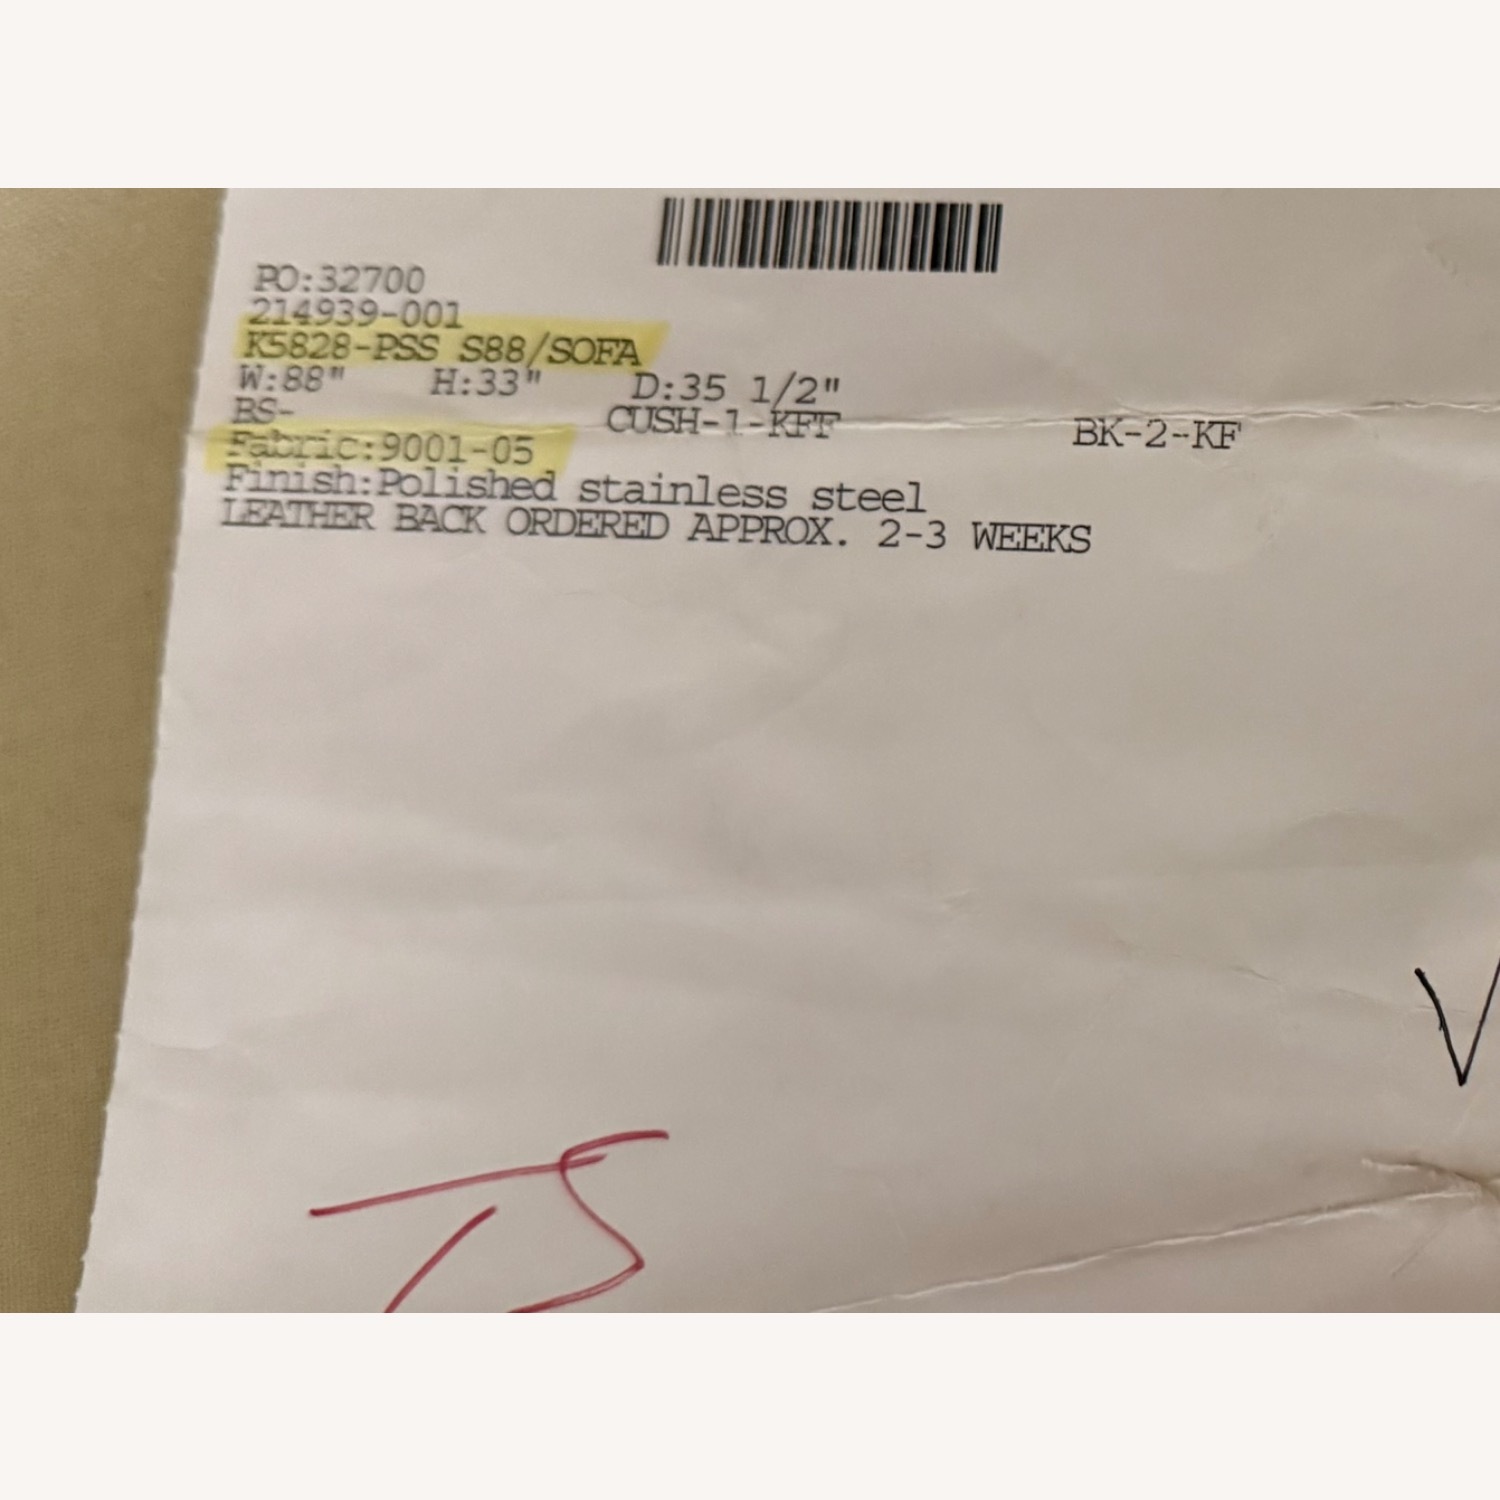 PO:32700
214939-001
K5828-PSS S88/SOFA
W:88" H:33" D:35 1/2"
BS- CUSH-1-KFF BK-2-KF
Fabric:9001-05
Finish:Polished stainless steel
LEATHER BACK ORDERED APPROX. 2-3 WEEKS